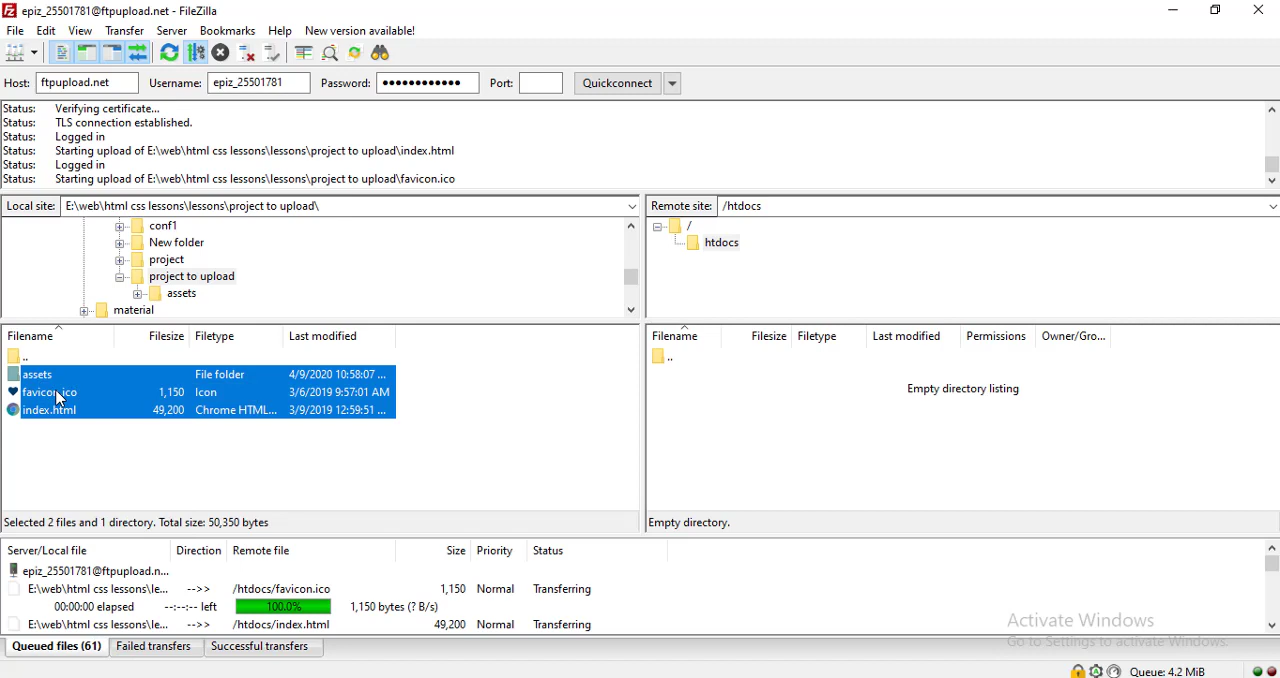 epiz_25501781@ftpupload.net - FileZilla
File Edit View Transfer Server Bookmarks Help New version available!
Host: ftpupload.net Username: epiz_25501781 Password: ●●●●●●●●●●●● Port: Quickconnect
Status: Verifying certificate...
Status: TLS connection established.
Status: Logged in
Status: Starting upload of E:\web\html css lessons\lessons\project to upload\index.html
Status: Logged in
Status: Starting upload of E:\web\html css lessons\lessons\project to upload\favicon.ico
Local site: E:\web\html css lessons\lessons\project to upload\
Remote site: /htdocs
conf1
New folder
project
project to upload
assets
material
/
htdocs
Filename Filesize Filetype Last modified
..
assets File folder 4/9/2020 10:58:07 ...
favicon.ico 1,150 Icon 3/6/2019 9:57:01 AM
index.html 49,200 Chrome HTML... 3/9/2019 12:59:51 ...
Selected 2 files and 1 directory. Total size: 50,350 bytes
Filename Filesize Filetype Last modified Permissions Owner/Gro...
..
Empty directory listing
Empty directory.
Server/Local file Direction Remote file Size Priority Status
epiz_25501781@ftpupload.n...
E:\web\html css lessons\le... -->> /htdocs/favicon.ico 1,150 Normal Transferring
00:00:00 elapsed --:--:-- left 100.0% 1,150 bytes (? B/s)
E:\web\html css lessons\le... -->> /htdocs/index.html 49,200 Normal Transferring
Activate Windows
Go to Settings to activate Windows.
Queued files (61) Failed transfers Successful transfers
Queue: 4.2 MiB